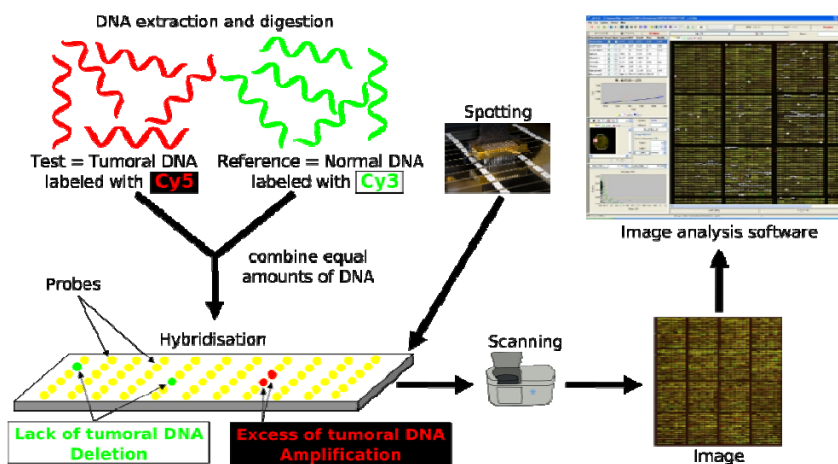 DNA extraction and digestion
Test = Tumoral DNA
labeled with Cy5
Reference = Normal DNA
labeled with Cy3
Spotting
Image analysis software
combine equal
amounts of DNA
Probes
Hybridisation
Scanning
Lack of tumoral DNA
Deletion
Excess of tumoral DNA
Amplification
Image